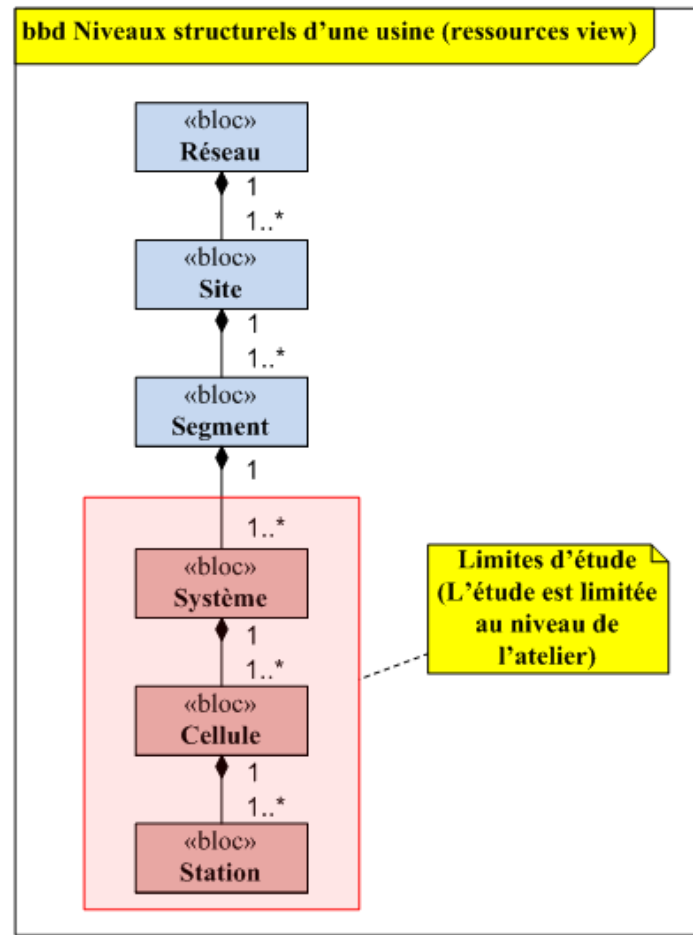 bbd Niveaux structurels d'une usine (ressources view)
«bloc»
Réseau
1
1..*
«bloc»
Site
1
1..*
«bloc»
Segment
1
1..*
«bloc»
Système
1
1..*
«bloc»
Cellule
1
1..*
«bloc»
Station
Limites d'étude
(L'étude est limitée
au niveau de
l'atelier)